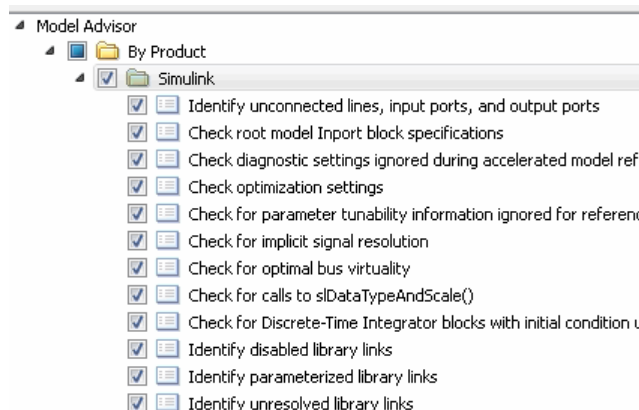 Model Advisor
By Product
Simulink
Identify unconnected lines, input ports, and output ports
Check root model Inport block specifications
Check diagnostic settings ignored during accelerated model ref
Check optimization settings
Check for parameter tunability information ignored for referenc
Check for implicit signal resolution
Check for optimal bus virtuality
Check for calls to slDataTypeAndScale()
Check for Discrete-Time Integrator blocks with initial condition u
Identify disabled library links
Identify parameterized library links
Identify unresolved library links